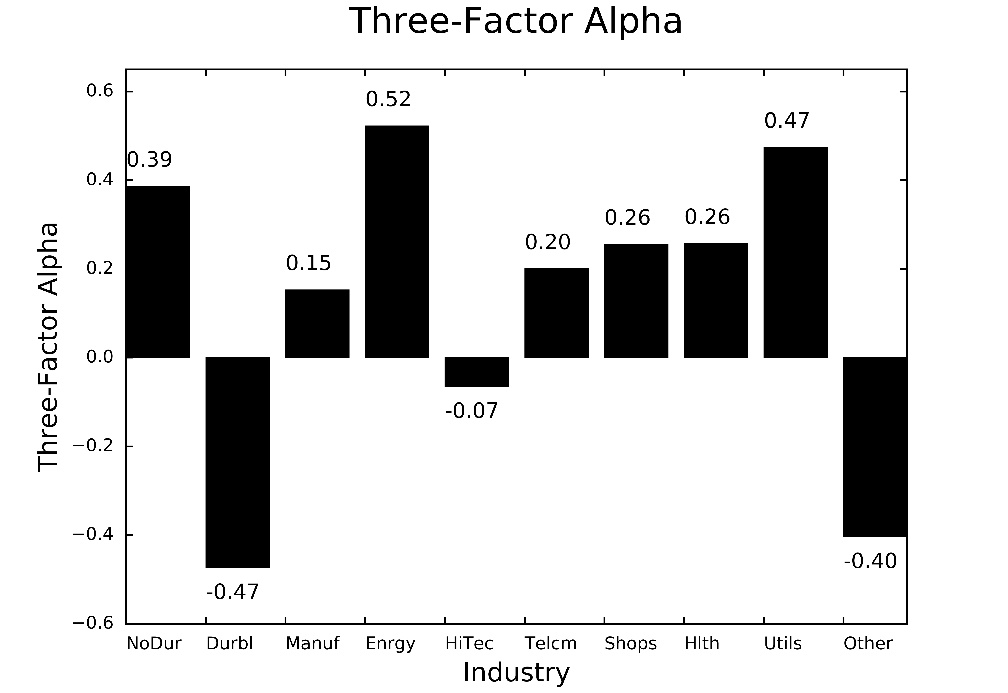 Three-Factor Alpha
Three-Factor Alpha
0.6
0.4
0.2
0.0
−0.2
−0.4
−0.6
0.39
-0.47
0.15
0.52
-0.07
0.20
0.26
0.26
0.47
-0.40
NoDur
Durbl
Manuf
Enrgy
HiTec
Telcm
Shops
Hlth
Utils
Other
Industry